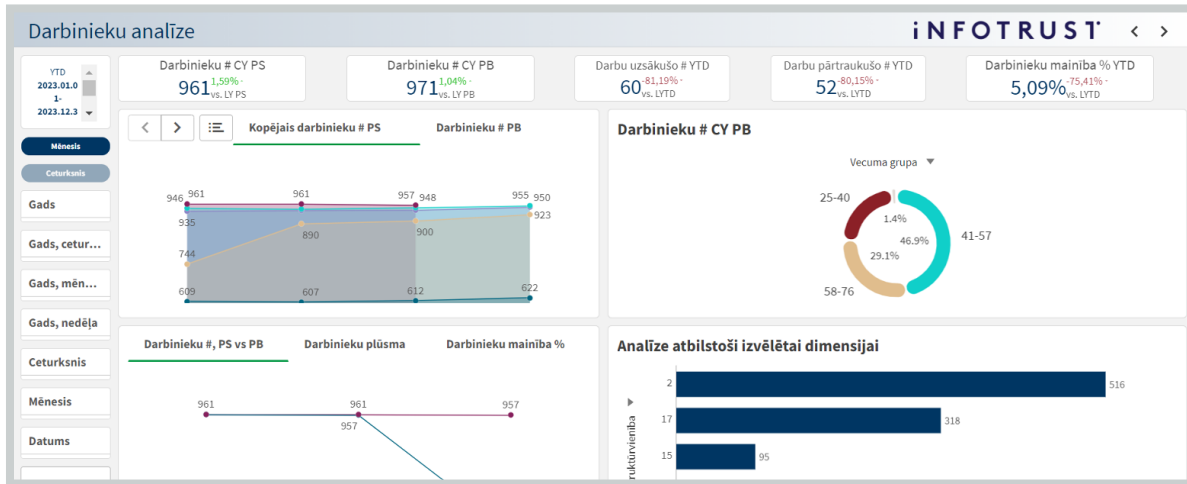 Darbinieku analīze
INFOTRUST
YTD
2023.01.0
1-
2023.12.3
Mēnesis
Ceturksnis
Gads
Gads, cetur...
Gads, mēn...
Gads, nedēļa
Ceturksnis
Mēnesis
Datums
Darbinieku # CY PS
961 1,59% -
vs. LY PS
Darbinieku # CY PB
971 1,04% -
vs. LY PB
Darbu uzsākušo # YTD
60 -81,19% -
vs. LYTD
Darbu pārtraukušo # YTD
52 -80,15% -
vs. LYTD
Darbinieku mainība % YTD
5,09% -75,41% -
vs. LYTD
Kopējais darbinieku # PS
Darbinieku # PB
946 961 961 957 948 955 950
935 890 900 923
744
609 607 612 622
Darbinieku # CY PB
Vecuma grupa
25-40
1.4%
46.9%
41-57
29.1%
58-76
Darbinieku #, PS vs PB
Darbinieku plūsma
Darbinieku mainība %
961 961 957
957
Analīze atbilstoši izvēlētai dimensijai
2 516
17 318
15 95
ruktūrvienība